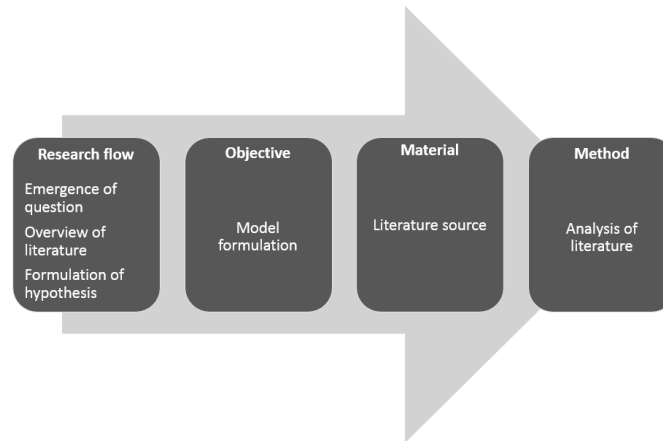 Research flow
Emergence of
question
Overview of
literature
Formulation of
hypothesis
Objective
Model
formulation
Material
Literature source
Method
Analysis of
literature